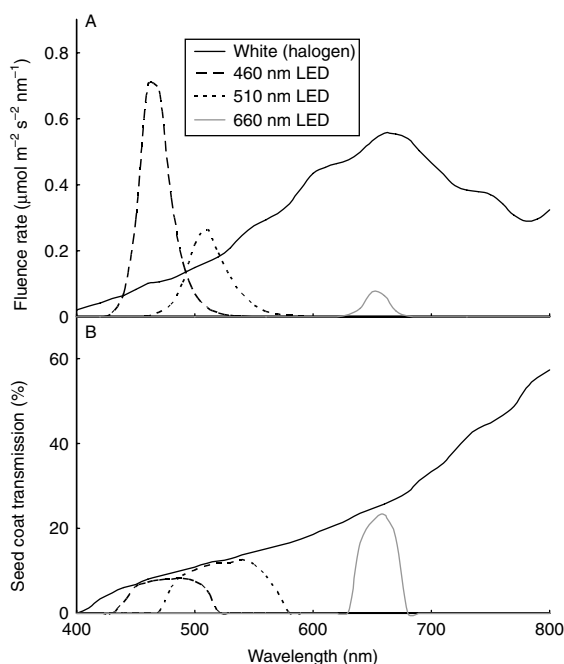 A
0.8
0.6
0.4
0.2
0
Fluence rate (µmol m⁻² s⁻² nm⁻¹)
White (halogen)
460 nm LED
510 nm LED
660 nm LED
B
60
40
20
0
Seed coat transmission (%)
400 500 600 700 800
Wavelength (nm)